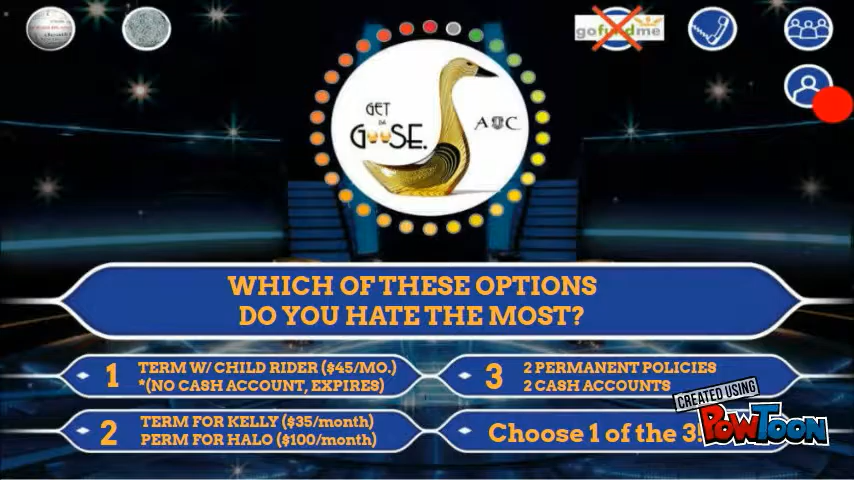 gofundme
GET
DA
GOOSE.
AOC
WHICH OF THESE OPTIONS
DO YOU HATE THE MOST?
1 TERM W/ CHILD RIDER ($45/MO.)
*(NO CASH ACCOUNT, EXPIRES)
3 2 PERMANENT POLICIES
2 CASH ACCOUNTS
2 TERM FOR KELLY ($35/month)
PERM FOR HALO ($100/month)
Choose 1 of the 3!
CREATED USING
POWTOON